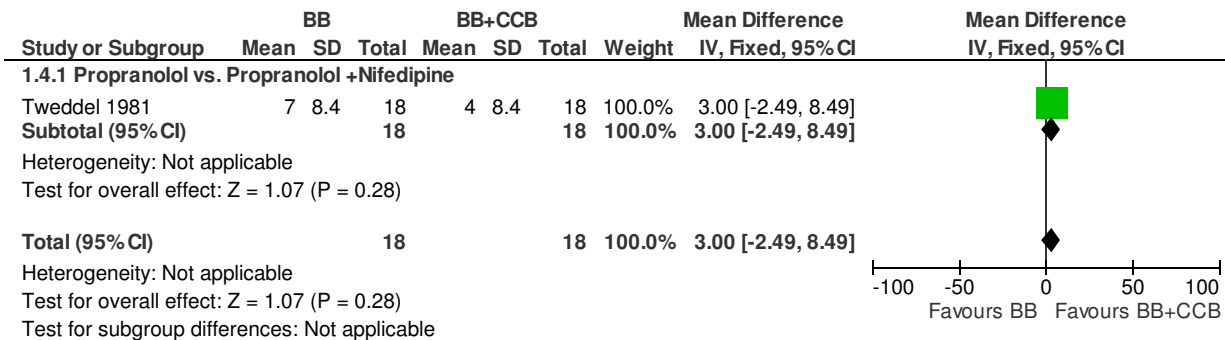 BB BB+CCB Mean Difference Mean Difference
Study or Subgroup Mean SD Total Mean SD Total Weight IV, Fixed, 95% CI IV, Fixed, 95% CI
1.4.1 Propranolol vs. Propranolol +Nifedipine
Tweddel 1981 7 8.4 18 4 8.4 18 100.0% 3.00 [-2.49, 8.49]
Subtotal (95% CI) 18 18 100.0% 3.00 [-2.49, 8.49]
Heterogeneity: Not applicable
Test for overall effect: Z = 1.07 (P = 0.28)
Total (95% CI) 18 18 100.0% 3.00 [-2.49, 8.49]
Heterogeneity: Not applicable
Test for overall effect: Z = 1.07 (P = 0.28)
Test for subgroup differences: Not applicable
-100 -50 0 50 100
Favours BB Favours BB+CCB